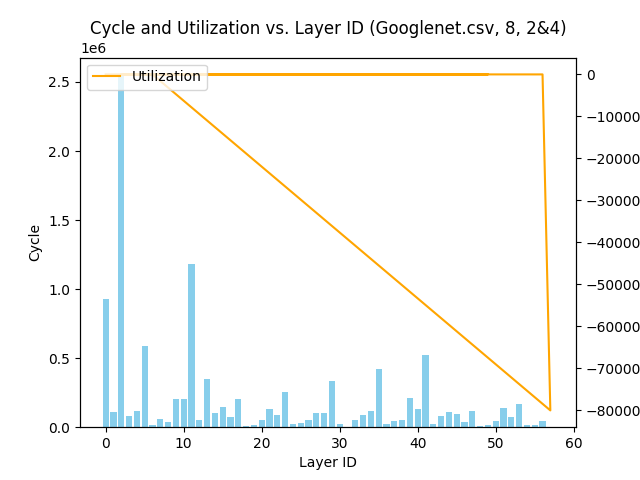 Cycle and Utilization vs. Layer ID (Googlenet.csv, 8, 2&4)
1e6
Utilization
2.5
2.0
1.5
1.0
0.5
0.0
Cycle
0
−10000
−20000
−30000
−40000
−50000
−60000
−70000
−80000
0 10 20 30 40 50 60
Layer ID